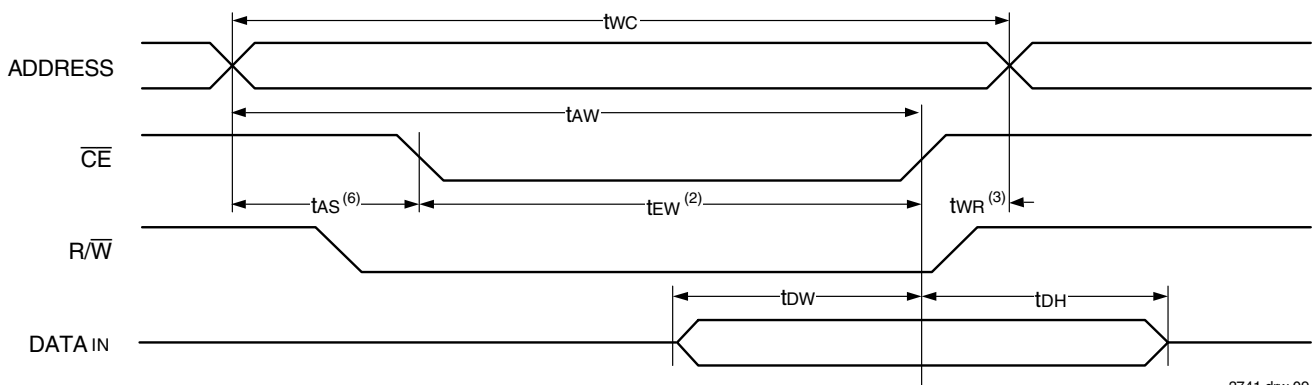 tWC
ADDRESS
tAW
CE
tAS (6)
tEW (2)
tWR (3)
R/W
tDW
tDH
DATA IN